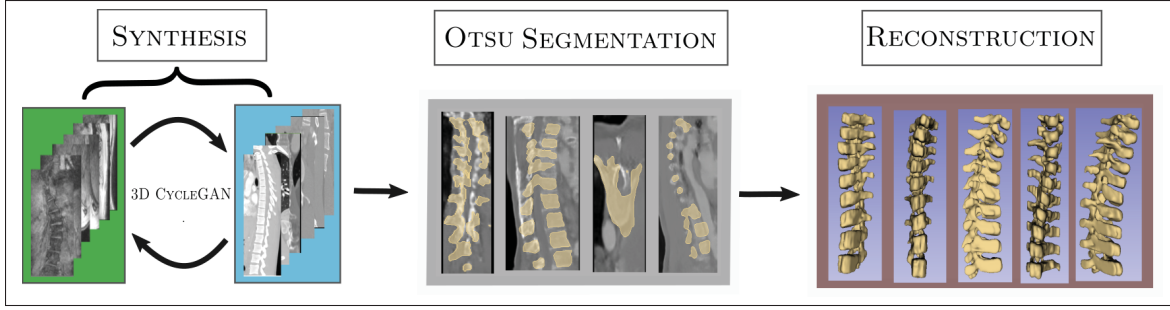 SYNTHESIS
OTSU SEGMENTATION
RECONSTRUCTION
3D CYCLEGAN
.